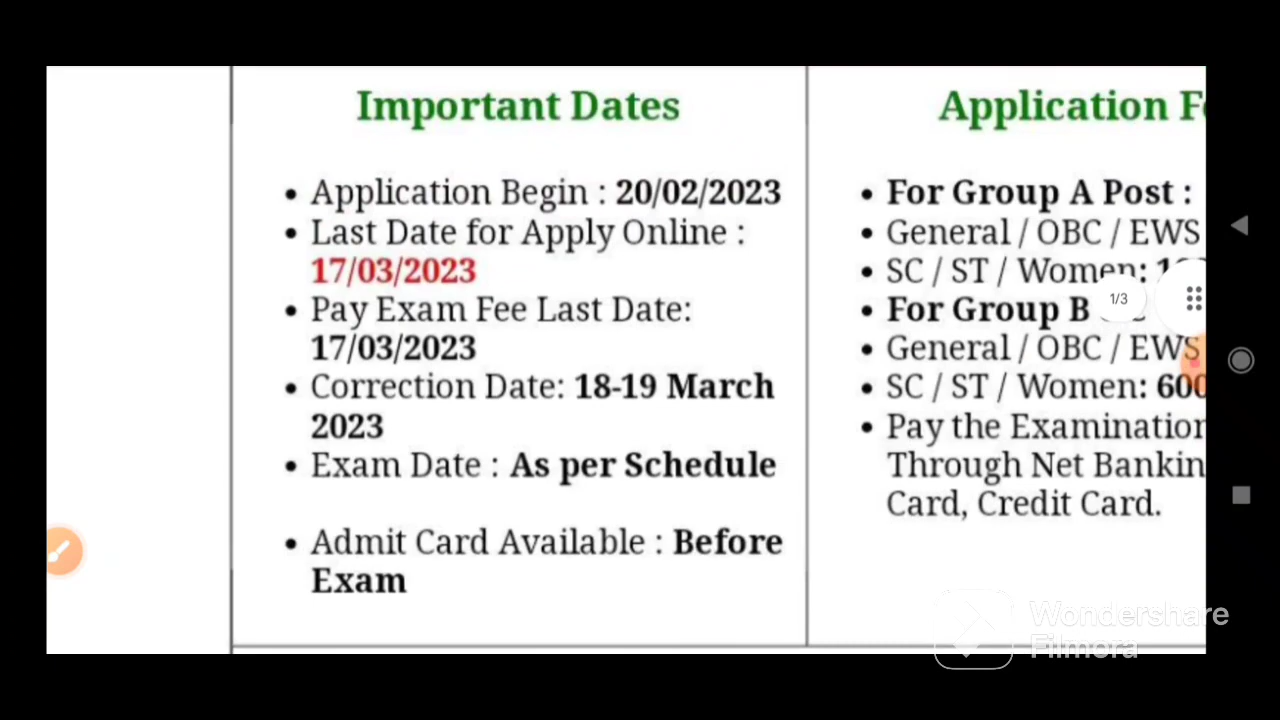 Important Dates
Application Begin : 20/02/2023
Last Date for Apply Online :
17/03/2023
Pay Exam Fee Last Date:
17/03/2023
Correction Date: 18-19 March
2023
Exam Date : As per Schedule
Admit Card Available : Before
Exam
Application
For Group A Post :
General / OBC / EWS
SC / ST / Women:
For Group B
General / OBC / EWS
SC / ST / Women: 600
Pay the Examination
Through Net Bankin
Card, Credit Card.
1/3
Wondershare
Filmora